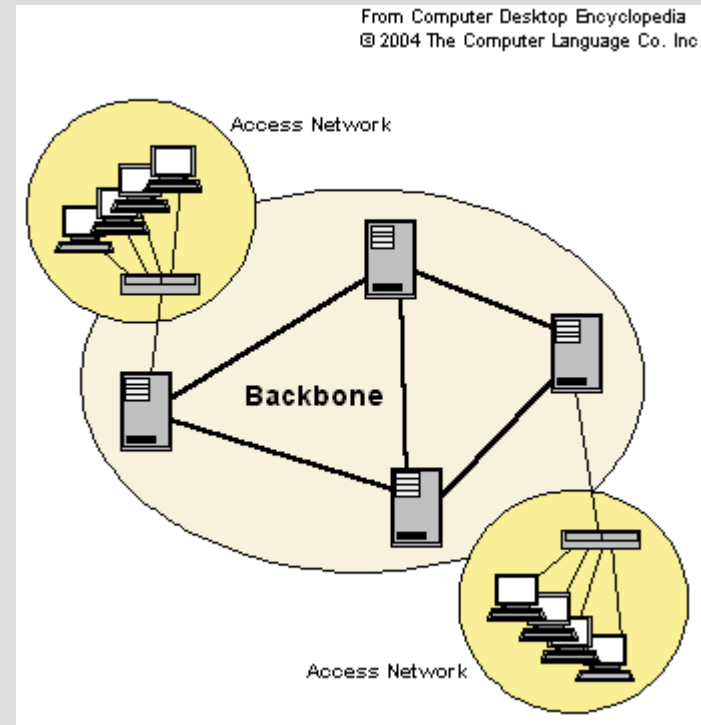 From Computer Desktop Encyclopedia
© 2004 The Computer Language Co. Inc.
Access Network
Backbone
Access Network